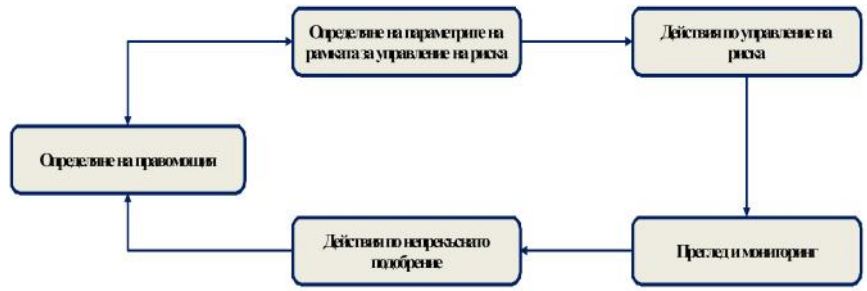 Определяне на параметрите на
рамката за управление на риска
Действия по управление на
риска
Определяне на правомощия
Действия по непрекъснато
подобрение
Преглед и мониторинг